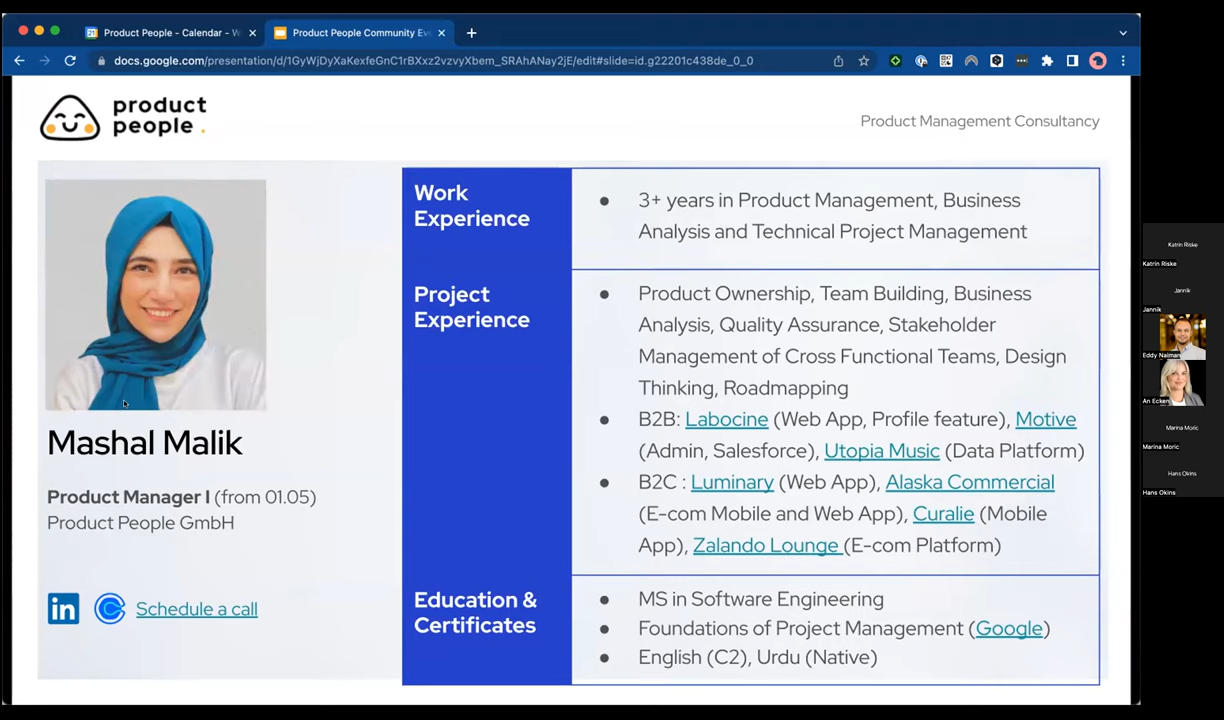 Product People - Calendar - W
Product People Community Eve
docs.google.com/presentation/d/1GyWjDyXaKexfeGnC1rBXxz2vzvyXbem_SRAhANay2jE/edit#slide=id.g22201c438de_0_0
product
people.
Product Management Consultancy
Mashal Malik
Product Manager I (from 01.05)
Product People GmbH
in
Schedule a call
Work
Experience
● 3+ years in Product Management, Business
Analysis and Technical Project Management
Project
Experience
● Product Ownership, Team Building, Business
Analysis, Quality Assurance, Stakeholder
Management of Cross Functional Teams, Design
Thinking, Roadmapping
● B2B: Labocine (Web App, Profile feature), Motive
(Admin, Salesforce), Utopia Music (Data Platform)
● B2C : Luminary (Web App), Alaska Commercial
(E-com Mobile and Web App), Curalie (Mobile
App), Zalando Lounge (E-com Platform)
Education &
Certificates
● MS in Software Engineering
● Foundations of Project Management (Google)
● English (C2), Urdu (Native)
Katrin Riske
Katrin Riske
Jannik
Jannik
Eddy Naiman
An Ecken
Marina Moric
Marina Moric
Hans Okins
Hans Okins